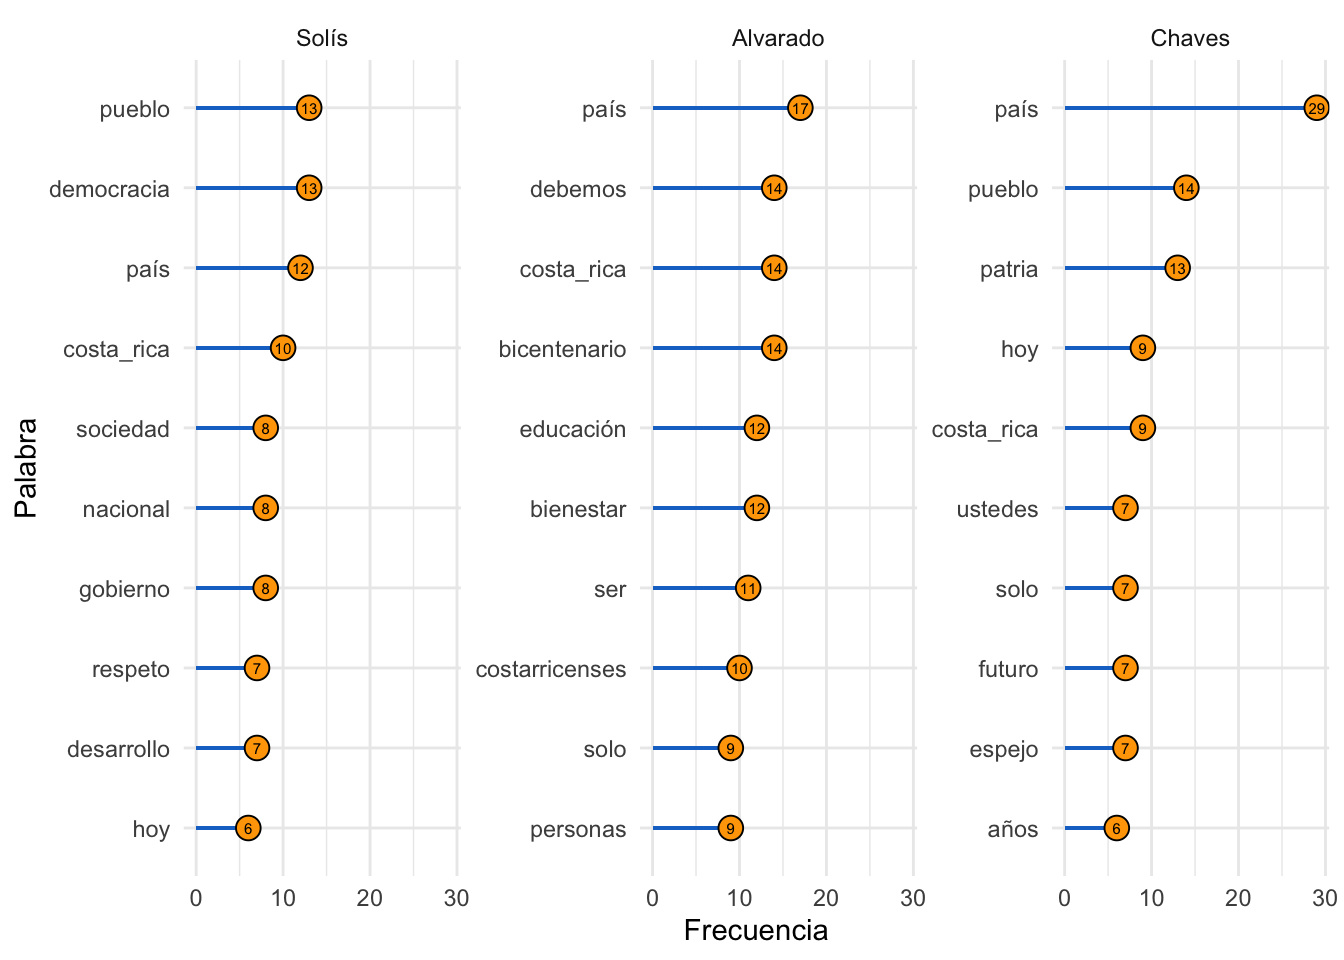 Solís
Alvarado
Chaves
Palabra
pueblo 13
democracia 13
país 12
costa_rica 10
sociedad 8
nacional 8
gobierno 8
respeto 7
desarrollo 7
hoy 6
0 10 20 30
país 17
debemos 14
costa_rica 14
bicentenario 14
educación 12
bienestar 12
ser 11
costarricenses 10
solo 9
personas 9
0 10 20 30
país 29
pueblo 14
patria 13
hoy 9
costa_rica 9
ustedes 7
solo 7
futuro 7
espejo 7
años 6
0 10 20 30
Frecuencia